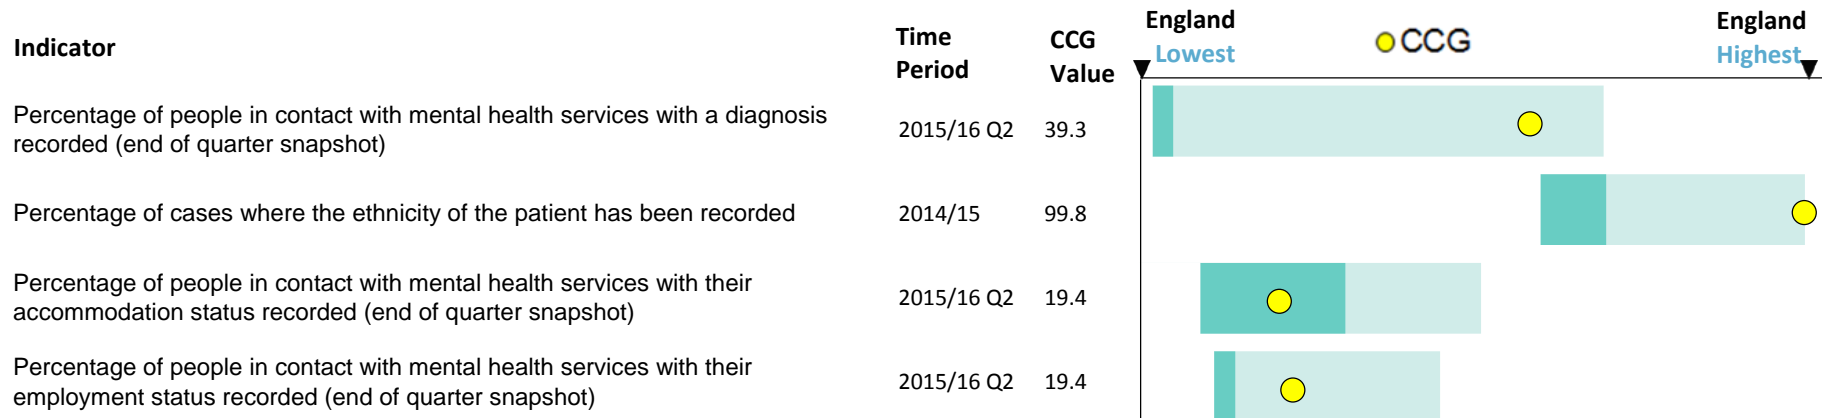 Indicator
Time
Period
CCG
Value
England
Lowest
CCG
England
Highest
Percentage of people in contact with mental health services with a diagnosis
recorded (end of quarter snapshot)
2015/16 Q2
39.3
Percentage of cases where the ethnicity of the patient has been recorded
2014/15
99.8
Percentage of people in contact with mental health services with their
accommodation status recorded (end of quarter snapshot)
2015/16 Q2
19.4
Percentage of people in contact with mental health services with their
employment status recorded (end of quarter snapshot)
2015/16 Q2
19.4